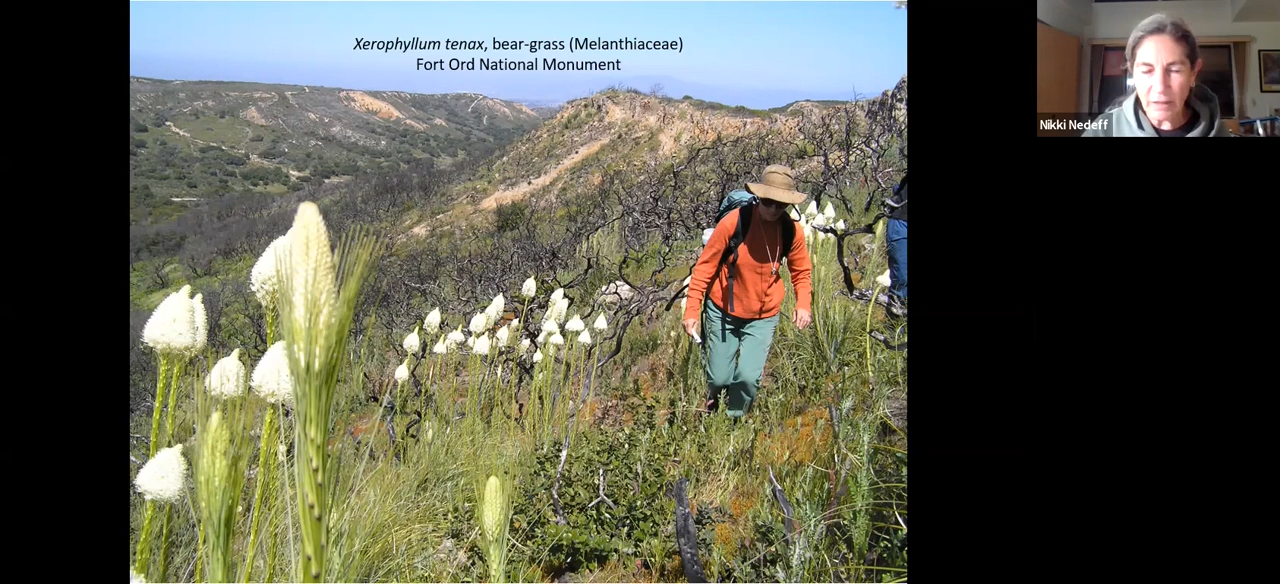 Xerophyllum tenax, bear-grass (Melanthiaceae)
Fort Ord National Monument
Nikki Nedeff